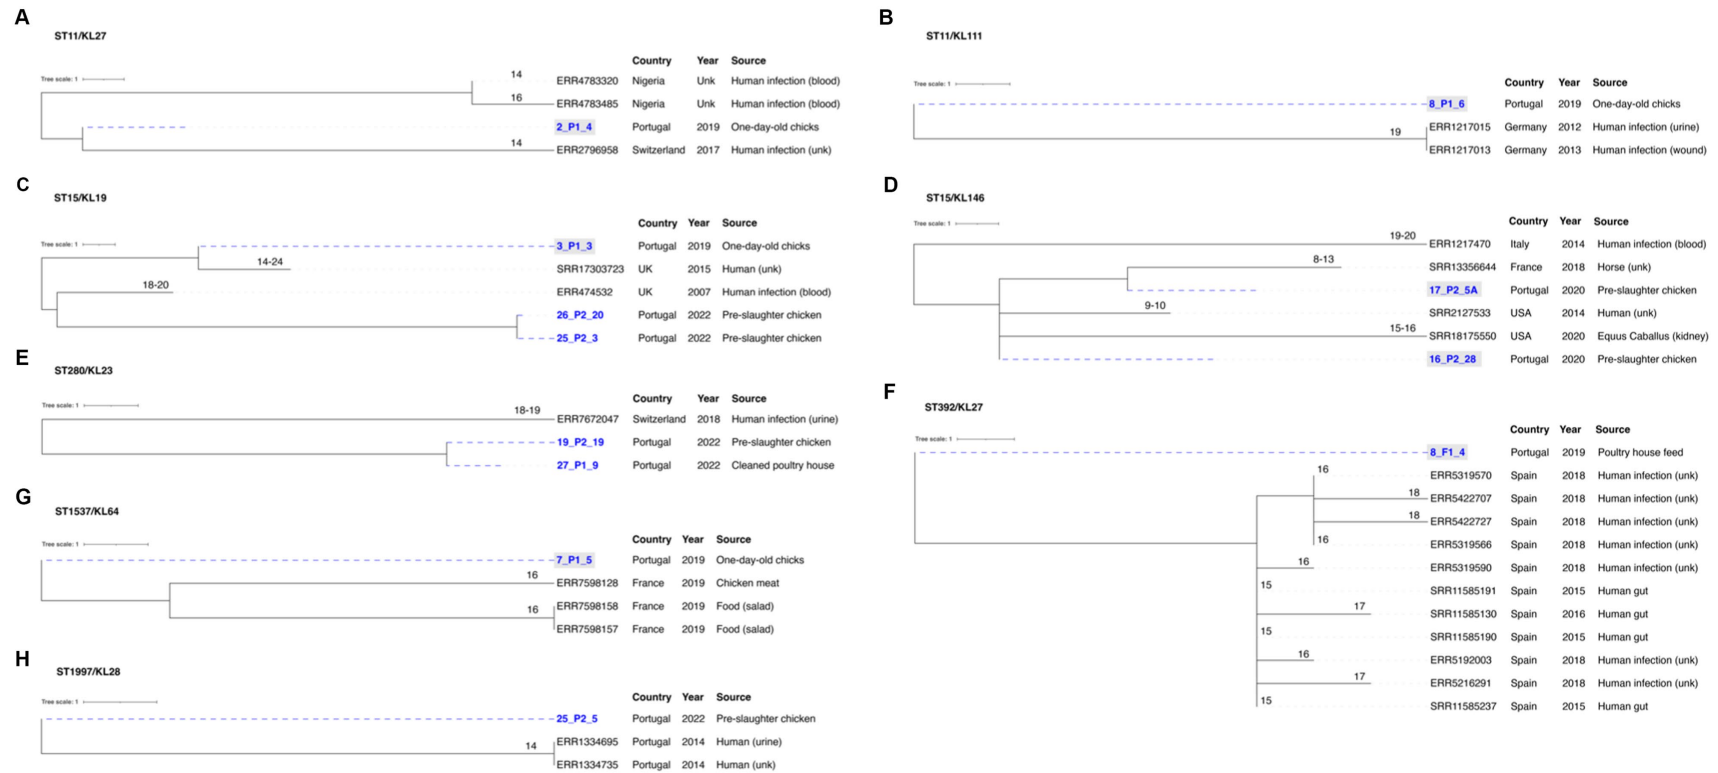 A
ST11/KL27
Country Year Source
Tree scale: 1
14 ERR4783320 Nigeria Unk Human infection (blood)
16 ERR4783485 Nigeria Unk Human infection (blood)
2_P1_4 Portugal 2019 One-day-old chicks
14 ERR2796958 Switzerland 2017 Human infection (unk)
B
ST11/KL111
Country Year Source
Tree scale: 1
8_P1_6 Portugal 2019 One-day-old chicks
19 ERR1217015 Germany 2012 Human infection (urine)
ERR1217013 Germany 2013 Human infection (wound)
C
ST15/KL19
Country Year Source
Tree scale: 1
3_P1_3 Portugal 2019 One-day-old chicks
14-24 SRR17303723 UK 2015 Human (unk)
18-20 ERR474532 UK 2007 Human infection (blood)
26_P2_20 Portugal 2022 Pre-slaughter chicken
25_P2_3 Portugal 2022 Pre-slaughter chicken
D
ST15/KL146
Country Year Source
Tree scale: 1
19-20 ERR1217470 Italy 2014 Human infection (blood)
8-13 SRR13356644 France 2018 Horse (unk)
17_P2_5A Portugal 2020 Pre-slaughter chicken
9-10 SRR2127533 USA 2014 Human (unk)
15-16 SRR18175550 USA 2020 Equus Caballus (kidney)
16_P2_28 Portugal 2020 Pre-slaughter chicken
E
ST280/KL23
Country Year Source
Tree scale: 1
18-19 ERR7672047 Switzerland 2018 Human infection (urine)
19_P2_19 Portugal 2022 Pre-slaughter chicken
27_P1_9 Portugal 2022 Cleaned poultry house
F
ST392/KL27
Country Year Source
Tree scale: 1
8_F1_4 Portugal 2019 Poultry house feed
16 ERR5319570 Spain 2018 Human infection (unk)
18 ERR5422707 Spain 2018 Human infection (unk)
18 ERR5422727 Spain 2018 Human infection (unk)
16 ERR5319566 Spain 2018 Human infection (unk)
16 ERR5319590 Spain 2018 Human infection (unk)
15 SRR11585191 Spain 2015 Human gut
17 SRR11585130 Spain 2016 Human gut
15 SRR11585190 Spain 2015 Human gut
16 ERR5192003 Spain 2018 Human infection (unk)
17 ERR5216291 Spain 2018 Human infection (unk)
15 SRR11585237 Spain 2015 Human gut
G
ST1537/KL64
Country Year Source
Tree scale: 1
7_P1_5 Portugal 2019 One-day-old chicks
16 ERR7598128 France 2019 Chicken meat
16 ERR7598158 France 2019 Food (salad)
ERR7598157 France 2019 Food (salad)
H
ST1997/KL28
Country Year Source
Tree scale: 1
25_P2_5 Portugal 2022 Pre-slaughter chicken
14 ERR1334695 Portugal 2014 Human (urine)
ERR1334735 Portugal 2014 Human (unk)